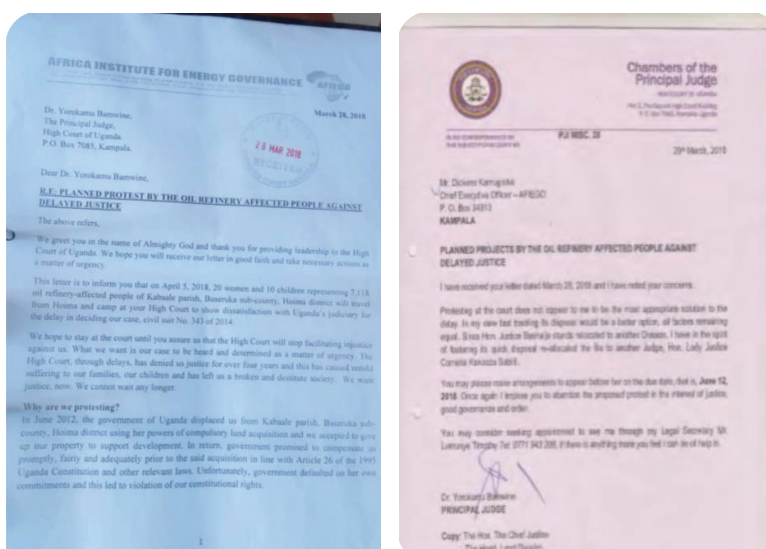 AFRICA INSTITUTE FOR ENERGY GOVERNANCE
AFIEGO
Dr. Yorokamu Bamwine,
The Principal Judge,
High Court of Uganda.
P.O. Box 7085, Kampala.
March 28, 2018
28 MAR 2018
RECEIVED
Dear Dr. Yorokamu Bamwine,
R.E: PLANNED PROTEST BY THE OIL REFINERY AFFECTED PEOPLE AGAINST
DELAYED JUSTICE
The above refers,
We greet you in the name of Almighty God and thank you for providing leadership to the High
Court of Uganda. We hope you will receive our letter in good faith and take necessary actions as
a matter of urgency.
This letter is to inform you that on April 5, 2018, 20 women and 10 children representing 7,118
oil refinery-affected people of Kabaale parish, Buseruka sub-county, Hoima district will travel
from Hoima and camp at your High Court to show dissatisfaction with Uganda's judiciary for
the delay in deciding our case, civil suit No. 343 of 2014.
We hope to stay at the court until you assure us that the High Court will stop facilitating injustice
against us. What we want is our case to be heard and determined as a matter of urgency. The
High Court, through delays, has denied us justice for over four years and this has caused
suffering to our families, our children and has left us a broken and destitute society. We want
justice, now. We cannot wait any longer.
Why are we protesting?
In June 2012, the government of Uganda displaced us from Kabaale parish, Buseruka sub-
county, Hoima district using her powers of compulsory land acquisition and we accepted to give
up our property to support development. In return, government promised to compensate us
promptly, fairly and adequately prior to the said acquisition in line with Article 26 of the 1995
Uganda Constitution and other relevant laws. Unfortunately, government defaulted on her own
commitments and this led to violation of our constitutional rights.
1
Chambers of the
Principal Judge
PJ/ MISC. 28
29th March, 2018
Mr. Dickens Kamugisha
Chief Executive Officer – AFIEGO
P. O. Box 34913
KAMPALA
PLANNED PROJECTS BY THE OIL REFINERY AFFECTED PEOPLE AGAINST
DELAYED JUSTICE
I have received your letter dated March 28, 2018 and I have noted your concerns.
Protesting at the court does not appear to me to be the most appropriate solution to the
delay. In my view fast tracking its disposal would be a better option, all factors remaining
equal. Since Hon. Justice Bashaija stands relocated to another Division, I have in the spirit
of fostering its quick disposal re-allocated the file to another Judge, Hon. Lady Justice
Cornelia Kakooza Sabiiti.
You may please make arrangements to appear before her on the due date, that is, June 12,
2018. Once again I implore you to abandon the proposed protest in the interest of justice,
good governance and order.
You may consider seeking appointment to see me through my Legal Secretary Mr.
Timothy Tel: 0771 943 206, if there is anything more you feel I can be of help in.
Dr. Yorokamu Bamwine
PRINCIPAL JUDGE
Copy: The Hon. The Chief Justice
The Head, Land Division